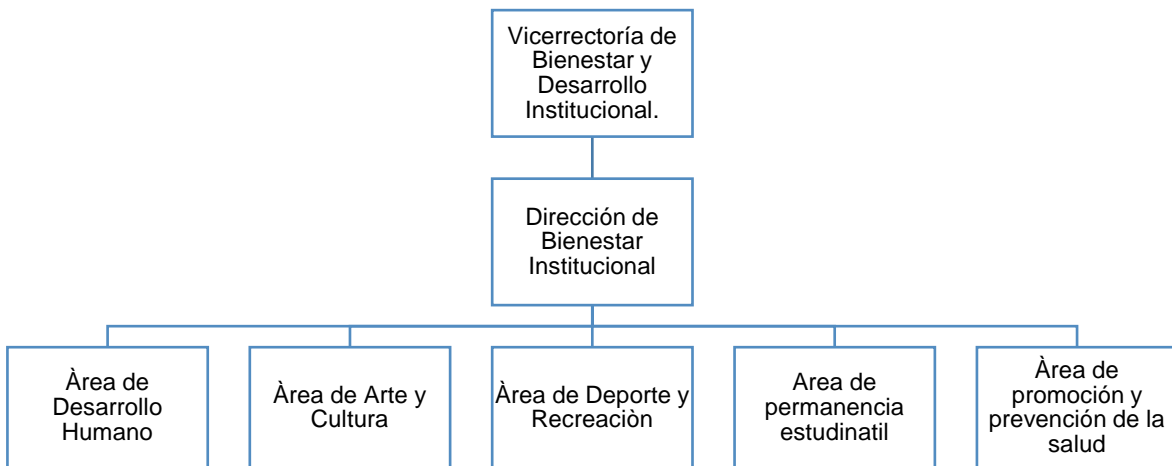 Vicerrectoría de
Bienestar y
Desarrollo
Institucional.
Dirección de
Bienestar
Institucional
Àrea de
Desarrollo
Humano
Àrea de Arte y
Cultura
Àrea de Deporte y
Recreaciòn
Area de
permanencia
estudinatil
Àrea de
promoción y
prevención de la
salud